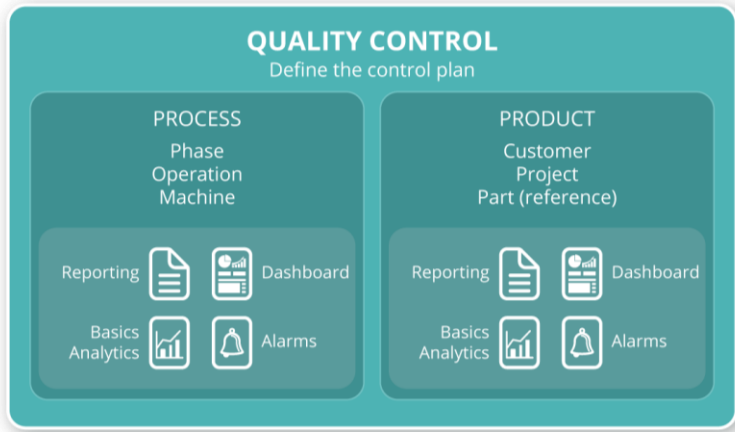 QUALITY CONTROL
Define the control plan
PROCESS
Phase
Operation
Machine
Reporting
Dashboard
Basics
Analytics
Alarms
PRODUCT
Customer
Project
Part (reference)
Reporting
Dashboard
Basics
Analytics
Alarms